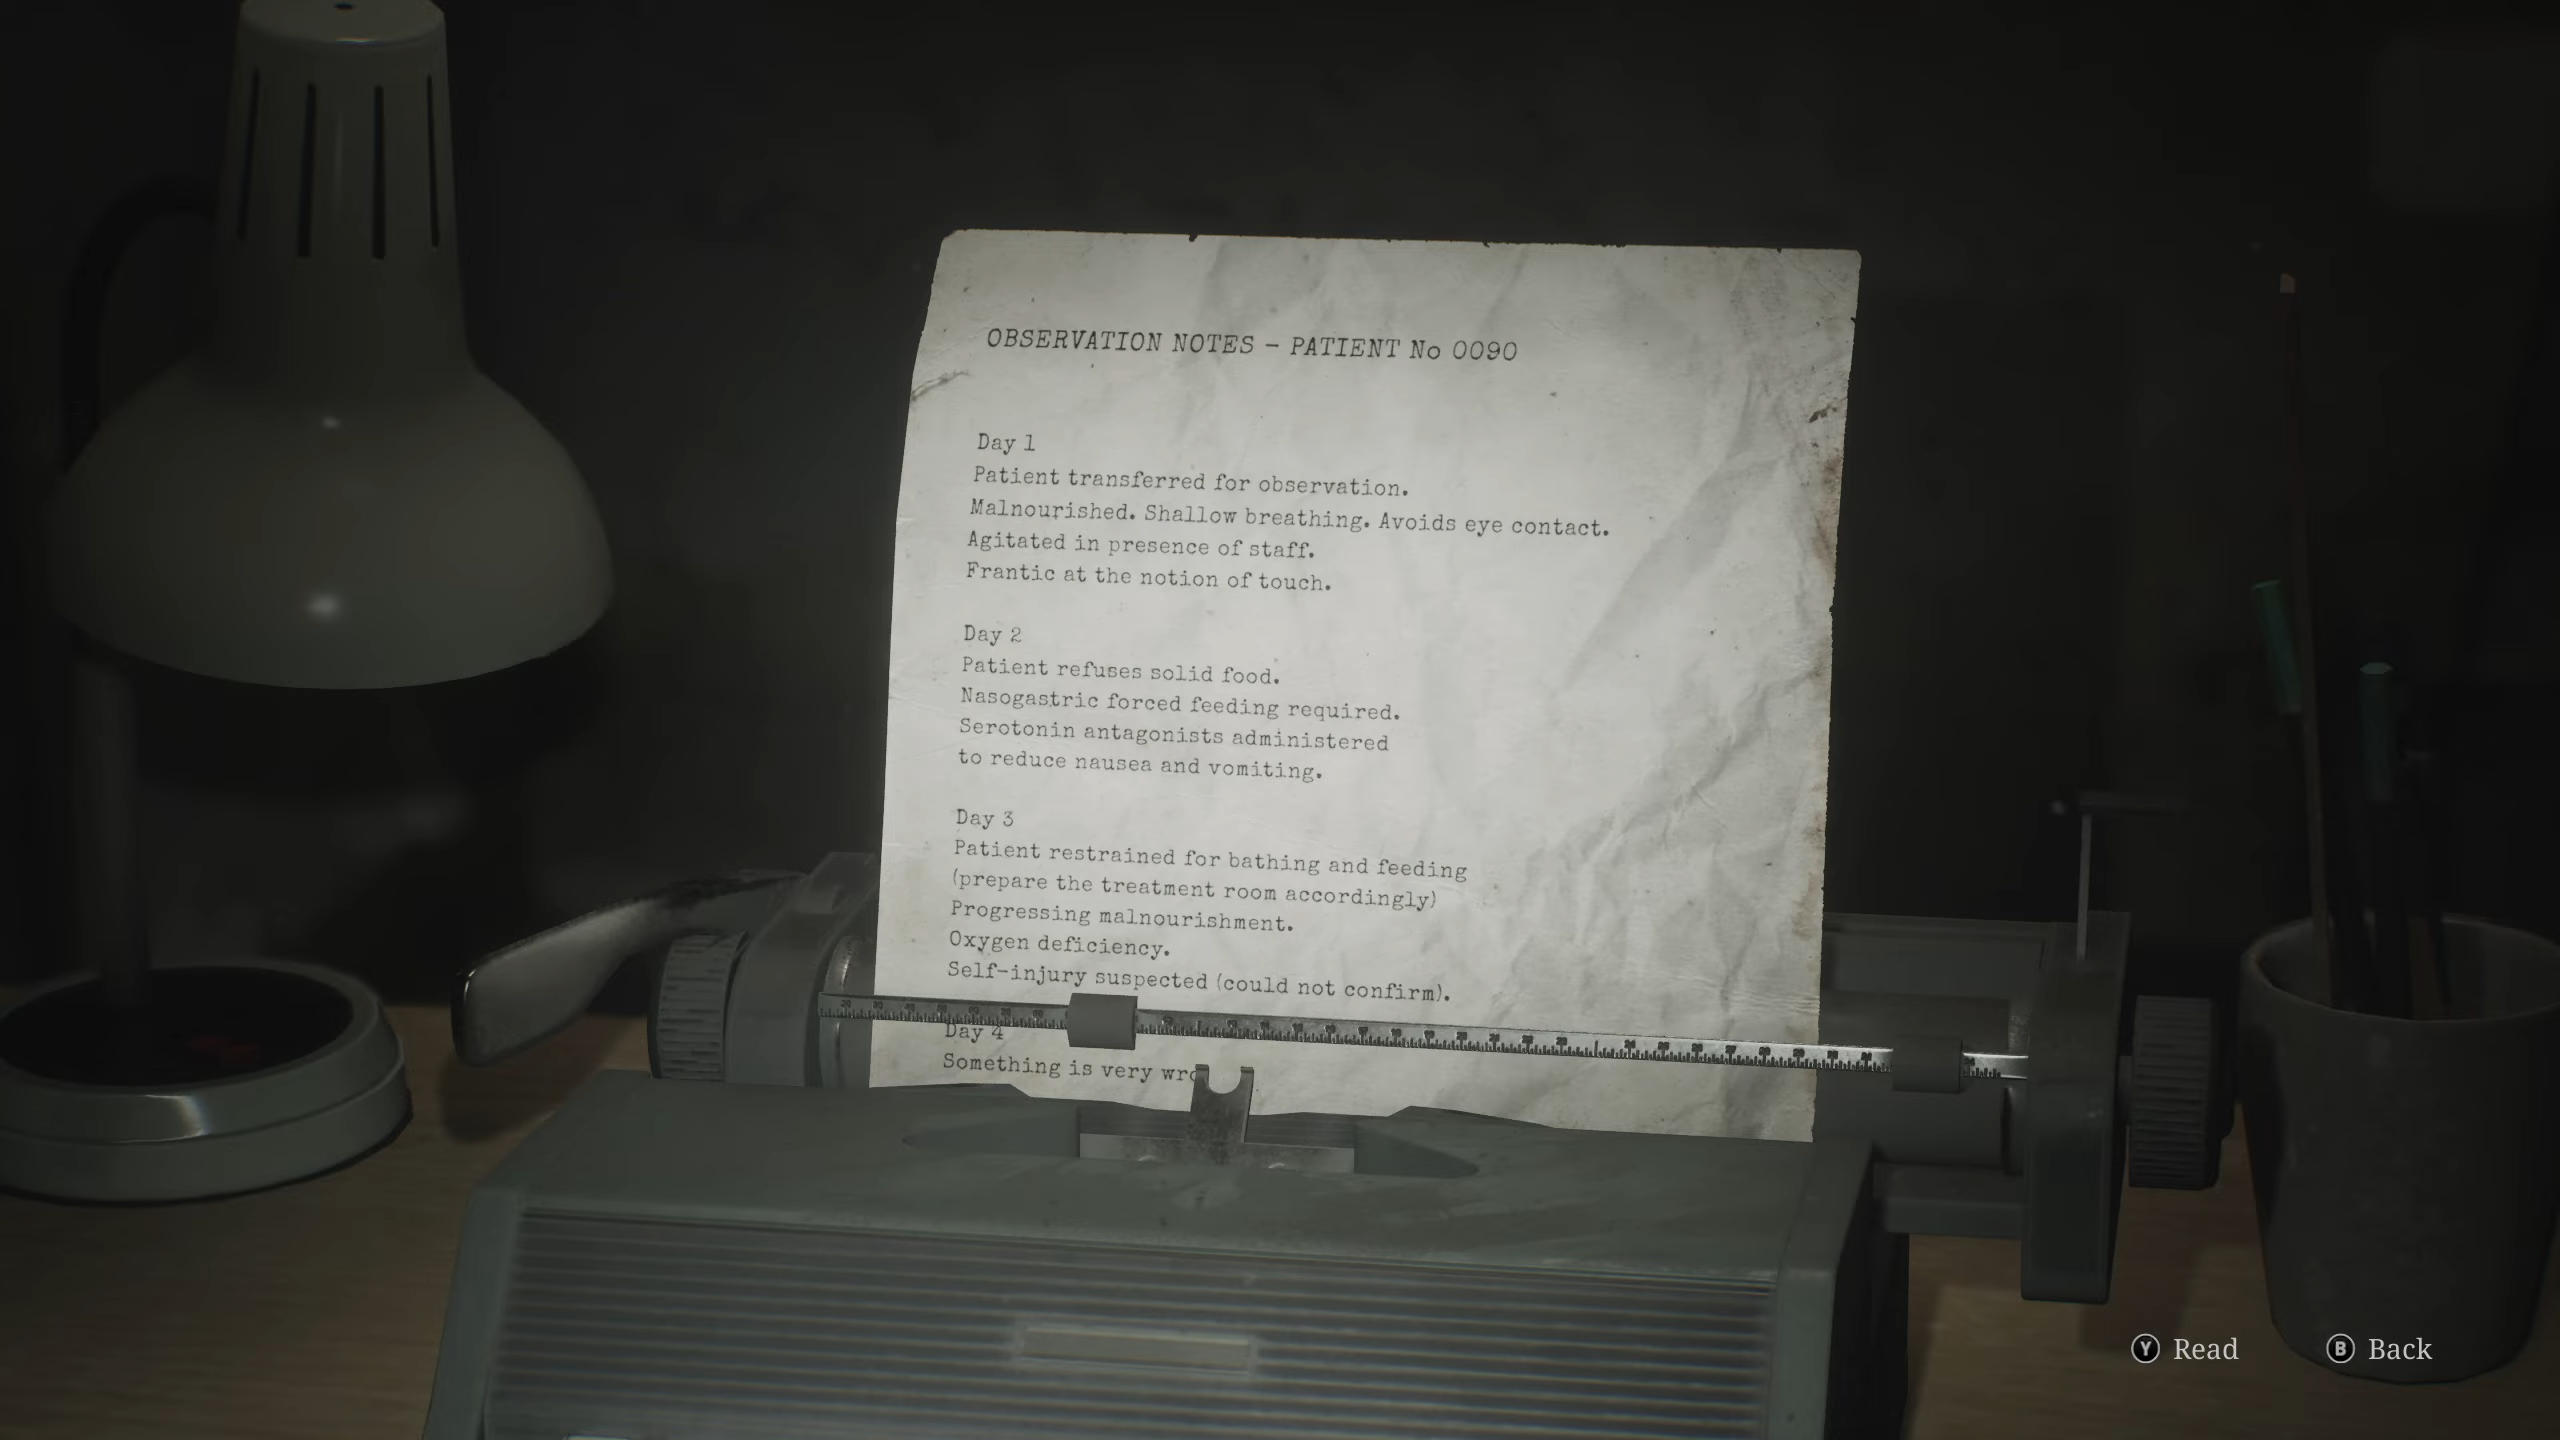 OBSERVATION NOTES - PATIENT No 0090
Day 1
Patient transferred for observation.
Malnourished. Shallow breathing. Avoids eye contact.
Agitated in presence of staff.
Frantic at the notion of touch.
Day 2
Patient refuses solid food.
Nasogastric forced feeding required.
Serotonin antagonists administered
to reduce nausea and vomiting.
Day 3
Patient restrained for bathing and feeding
(prepare the treatment room accordingly)
Progressing malnourishment.
Oxygen deficiency.
Self-injury suspected (could not confirm).
Day 4
Something is very wro
Y Read
B Back